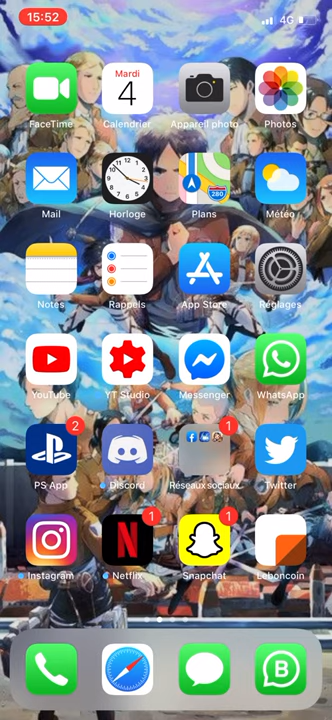 15:52
4G
Mardi
4
FaceTime
Calendrier
Appareil photo
Photos
280
Mail
Horloge
Plans
Météo
Notes
Rappels
App Store
Réglages
YouTube
YT Studio
Messenger
WhatsApp
2
1
PS App
Discord
Réseaux sociaux
Twitter
1
1
Instagram
Netflix
Snapchat
Leboncoin